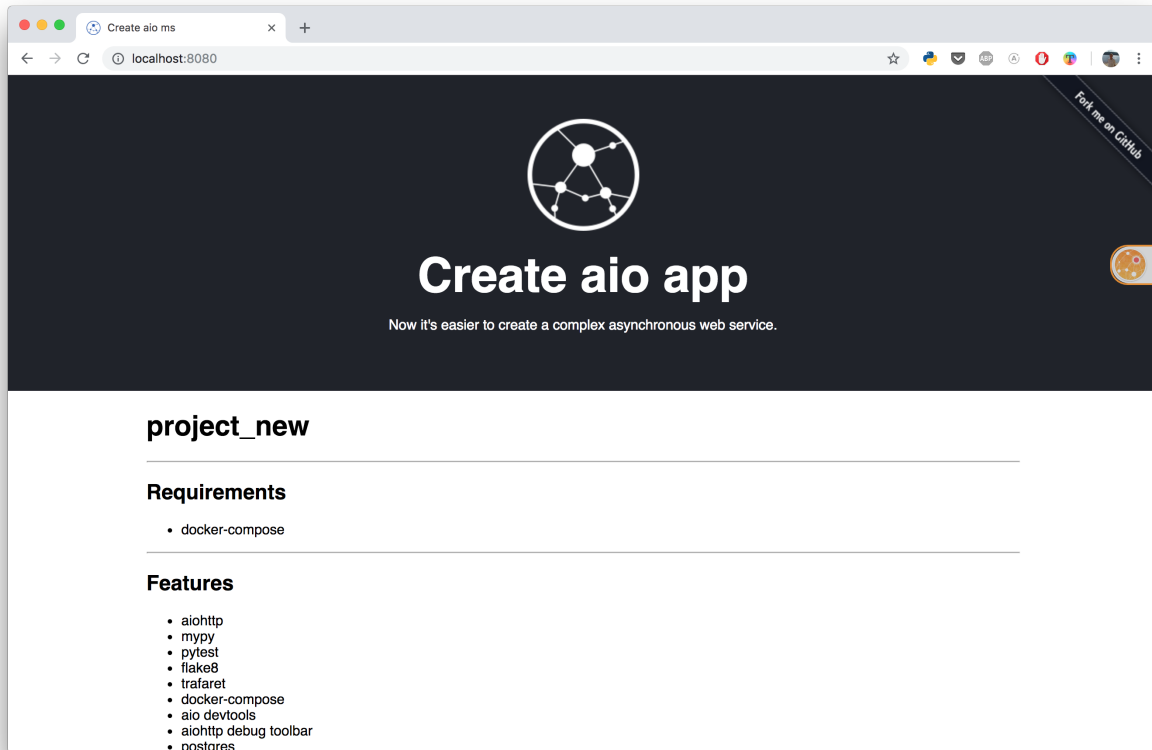 Create aio ms
localhost:8080
ABP
Fork me on GitHub
Create aio app
Now it's easier to create a complex asynchronous web service.
project_new
Requirements
docker-compose
Features
aiohttp
mypy
pytest
flake8
trafaret
docker-compose
aio devtools
aiohttp debug toolbar
postgres